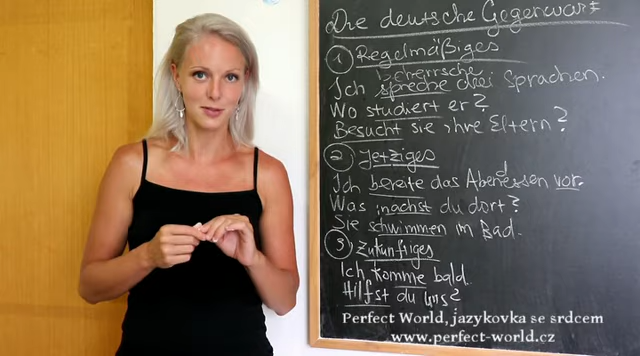 Die deutsche Gegenwart
① Regelmäßiges
beherrsche
Ich spreche drei Sprachen.
Wo studiert er?
Besucht sie ihre Eltern?
② Jetziges
Ich bereite das Abendessen vor.
Was machst du dort?
Sie schwimmen im Bad.
③ Zukunftiges
Ich komme bald.
Hilfst du uns?
Perfect World, jazykovka se srdcem
www.perfect-world.cz